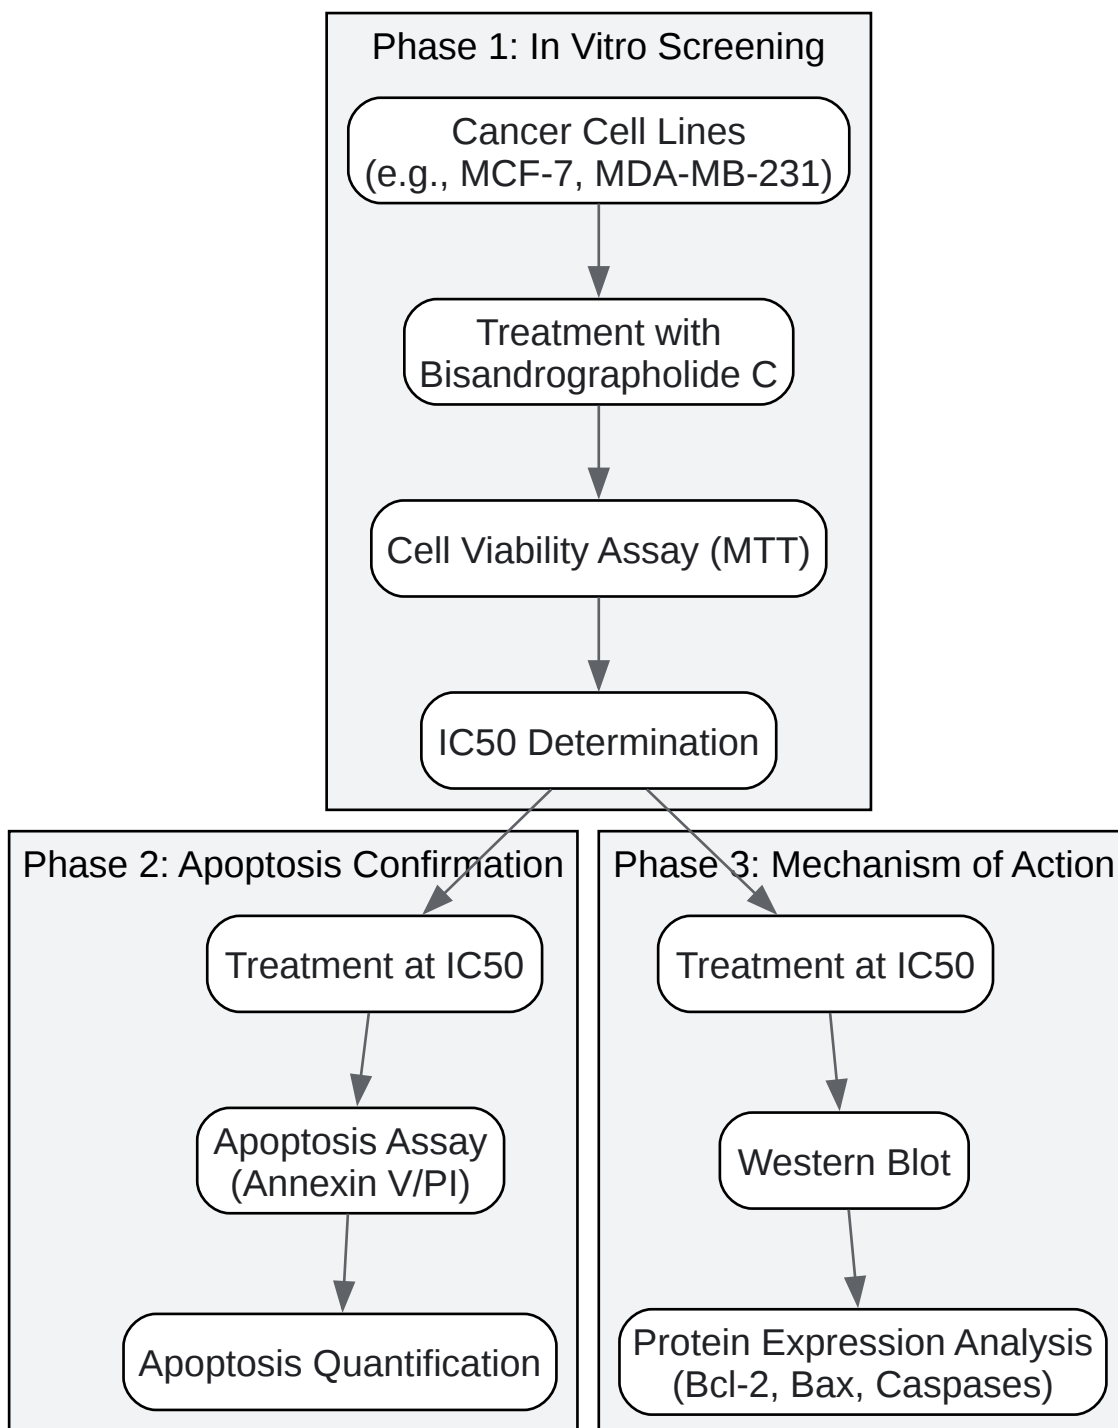 Phase 1: In Vitro Screening
Cancer Cell Lines
(e.g., MCF-7, MDA-MB-231)
Treatment with
Bisandrographolide C
Cell Viability Assay (MTT)
IC50 Determination
Phase 2: Apoptosis Confirmation
Treatment at IC50
Apoptosis Assay
(Annexin V/PI)
Apoptosis Quantification
Phase 3: Mechanism of Action
Treatment at IC50
Western Blot
Protein Expression Analysis
(Bcl-2, Bax, Caspases)